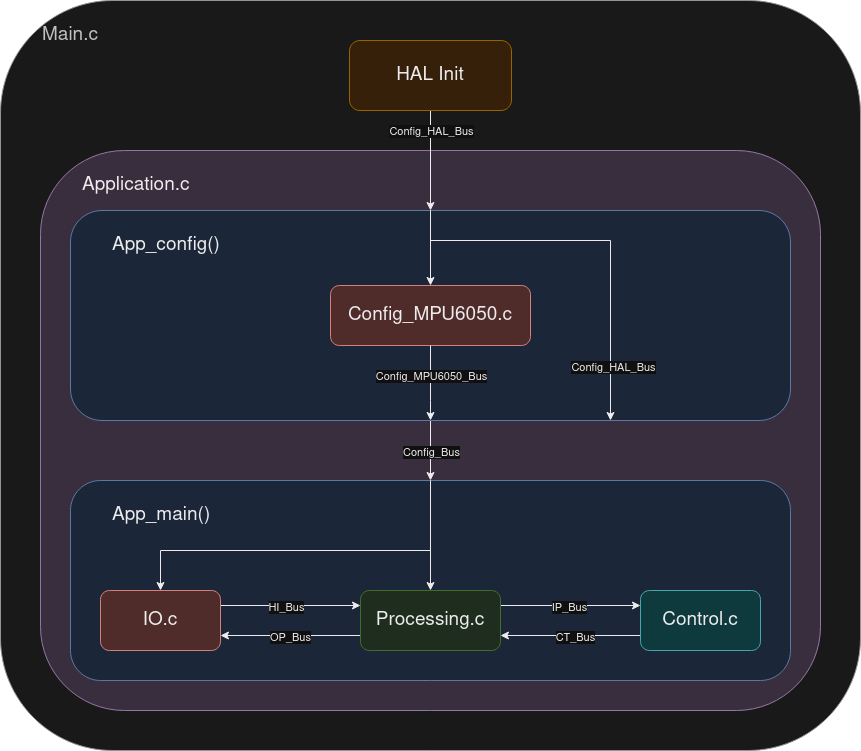 Main.c
HAL Init
Config_HAL_Bus
Application.c
App_config()
Config_MPU6050.c
Config_HAL_Bus
Config_MPU6050_Bus
Config_Bus
App_main()
HI_Bus
IP_Bus
IO.c
Processing.c
Control.c
OP_Bus
CT_Bus